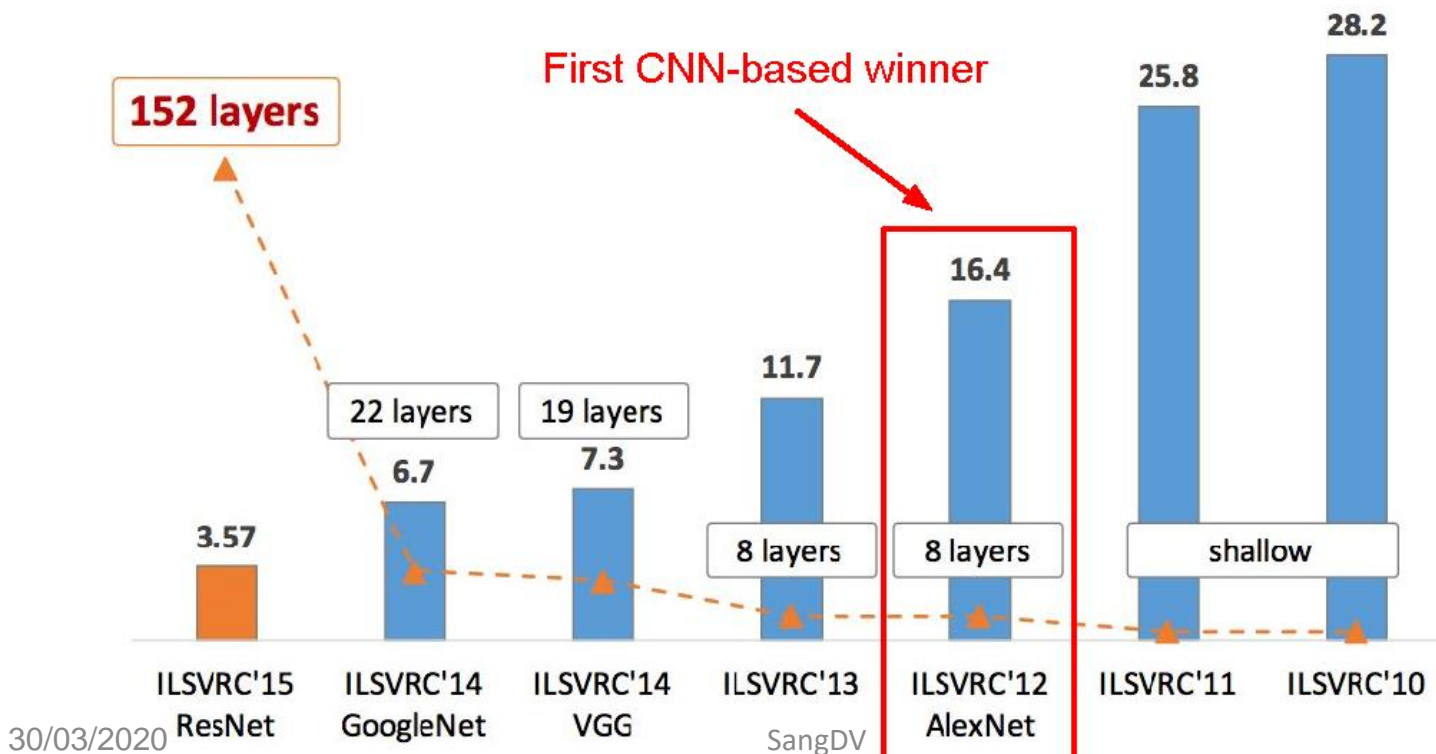 28.2
First CNN-based winner
25.8
152 layers
16.4
11.7
22 layers
19 layers
6.7
7.3
3.57
8 layers
8 layers
shallow
ILSVRC'15
ResNet
ILSVRC'14
GoogleNet
ILSVRC'14
VGG
ILSVRC'13
ILSVRC'12
AlexNet
ILSVRC'11
ILSVRC'10
30/03/2020
SangDV